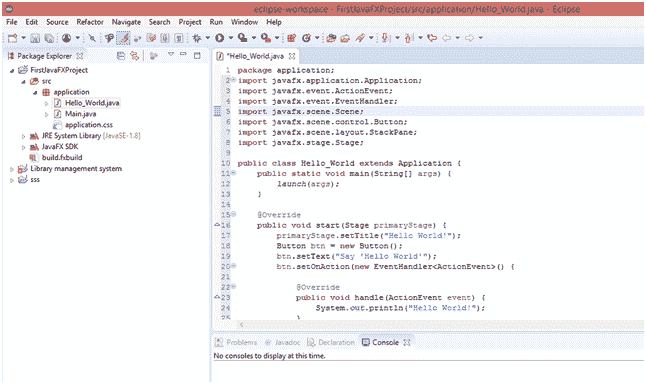 eclipse-workspace - FirstJavaFXProject/src/application/Hello_World.java - Eclipse
File Edit Source Refactor Navigate Search Project Run Window Help
Package Explorer
FirstJavaFXProject
src
application
Hello_World.java
Main.java
application.css
JRE System Library [JavaSE-1.8]
JavaFX SDK
build.fxbuild
Library management system
sss
*Hello_World.java
1 package application;
2 import javafx.application.Application;
3 import javafx.event.ActionEvent;
4 import javafx.event.EventHandler;
5 import javafx.scene.Scene;
6 import javafx.scene.control.Button;
7 import javafx.scene.layout.StackPane;
8 import javafx.stage.Stage;
9
10 public class Hello_World extends Application {
11 public static void main(String[] args) {
12 launch(args);
13 }
14
15 @Override
16 public void start(Stage primaryStage) {
17 primaryStage.setTitle("Hello World!");
18 Button btn = new Button();
19 btn.setText("Say 'Hello World'");
20 btn.setOnAction(new EventHandler<ActionEvent>() {
21
22 @Override
23 public void handle(ActionEvent event) {
24 System.out.println("Hello World!");
25 }
Problems Javadoc Declaration Console
No consoles to display at this time.